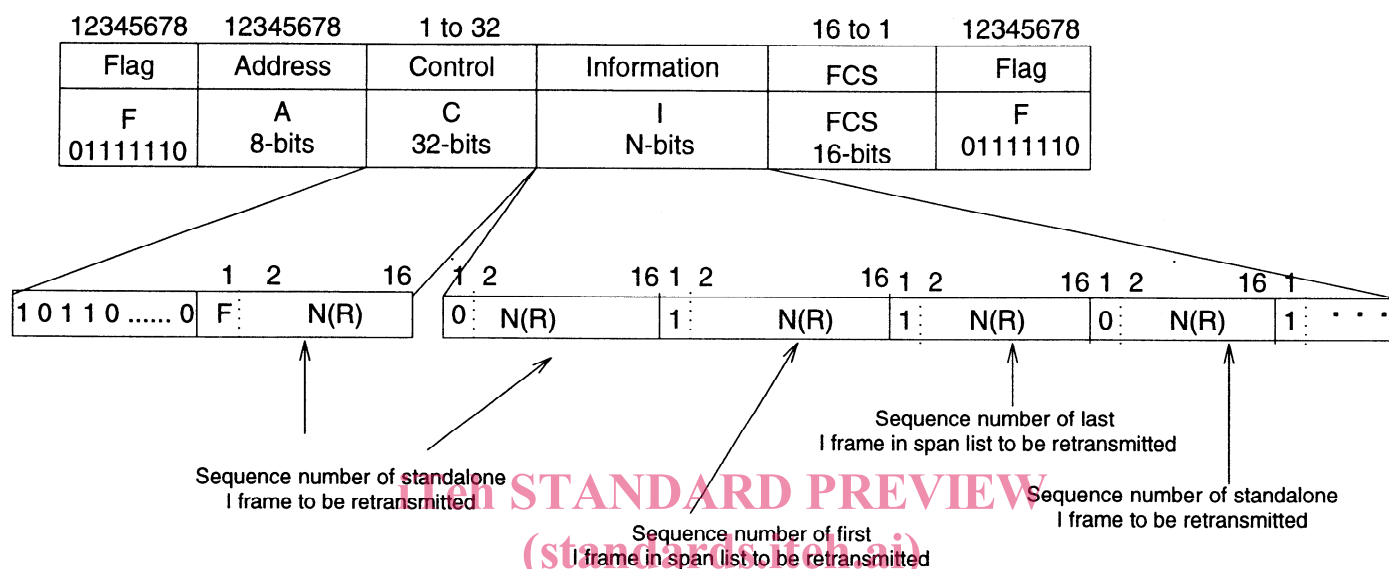 12345678 12345678 1 to 32 16 to 1 12345678
Flag Address Control Information FCS Flag
F A C I FCS F
01111110 8-bits 32-bits N-bits 16-bits 01111110
1 2 16 1 2 16 1 2 16 1 2 16 1 2 16 1
1 0 1 1 0 ...... 0 F N(R) 0 N(R) 1 N(R) 1 N(R) 0 N(R) 1 . . .
Sequence number of last
I frame in span list to be retransmitted
Sequence number of standalone
I frame to be retransmitted
Sequence number of standalone
I frame to be retransmitted
iTeh STANDARD PREVIEW
Sequence number of first
I frame in span list to be retransmitted
(standards.iteh.ai)